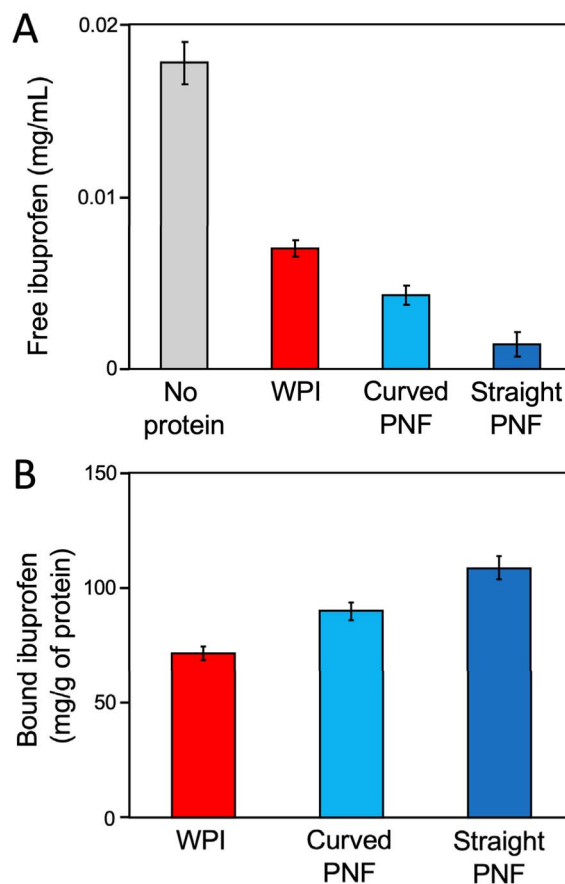 A
Free ibuprofen (mg/mL)
0.02
0.01
0
No
protein
WPI
Curved
PNF
Straight
PNF
B
Bound ibuprofen
(mg/g of protein)
150
100
50
0
WPI
Curved
PNF
Straight
PNF